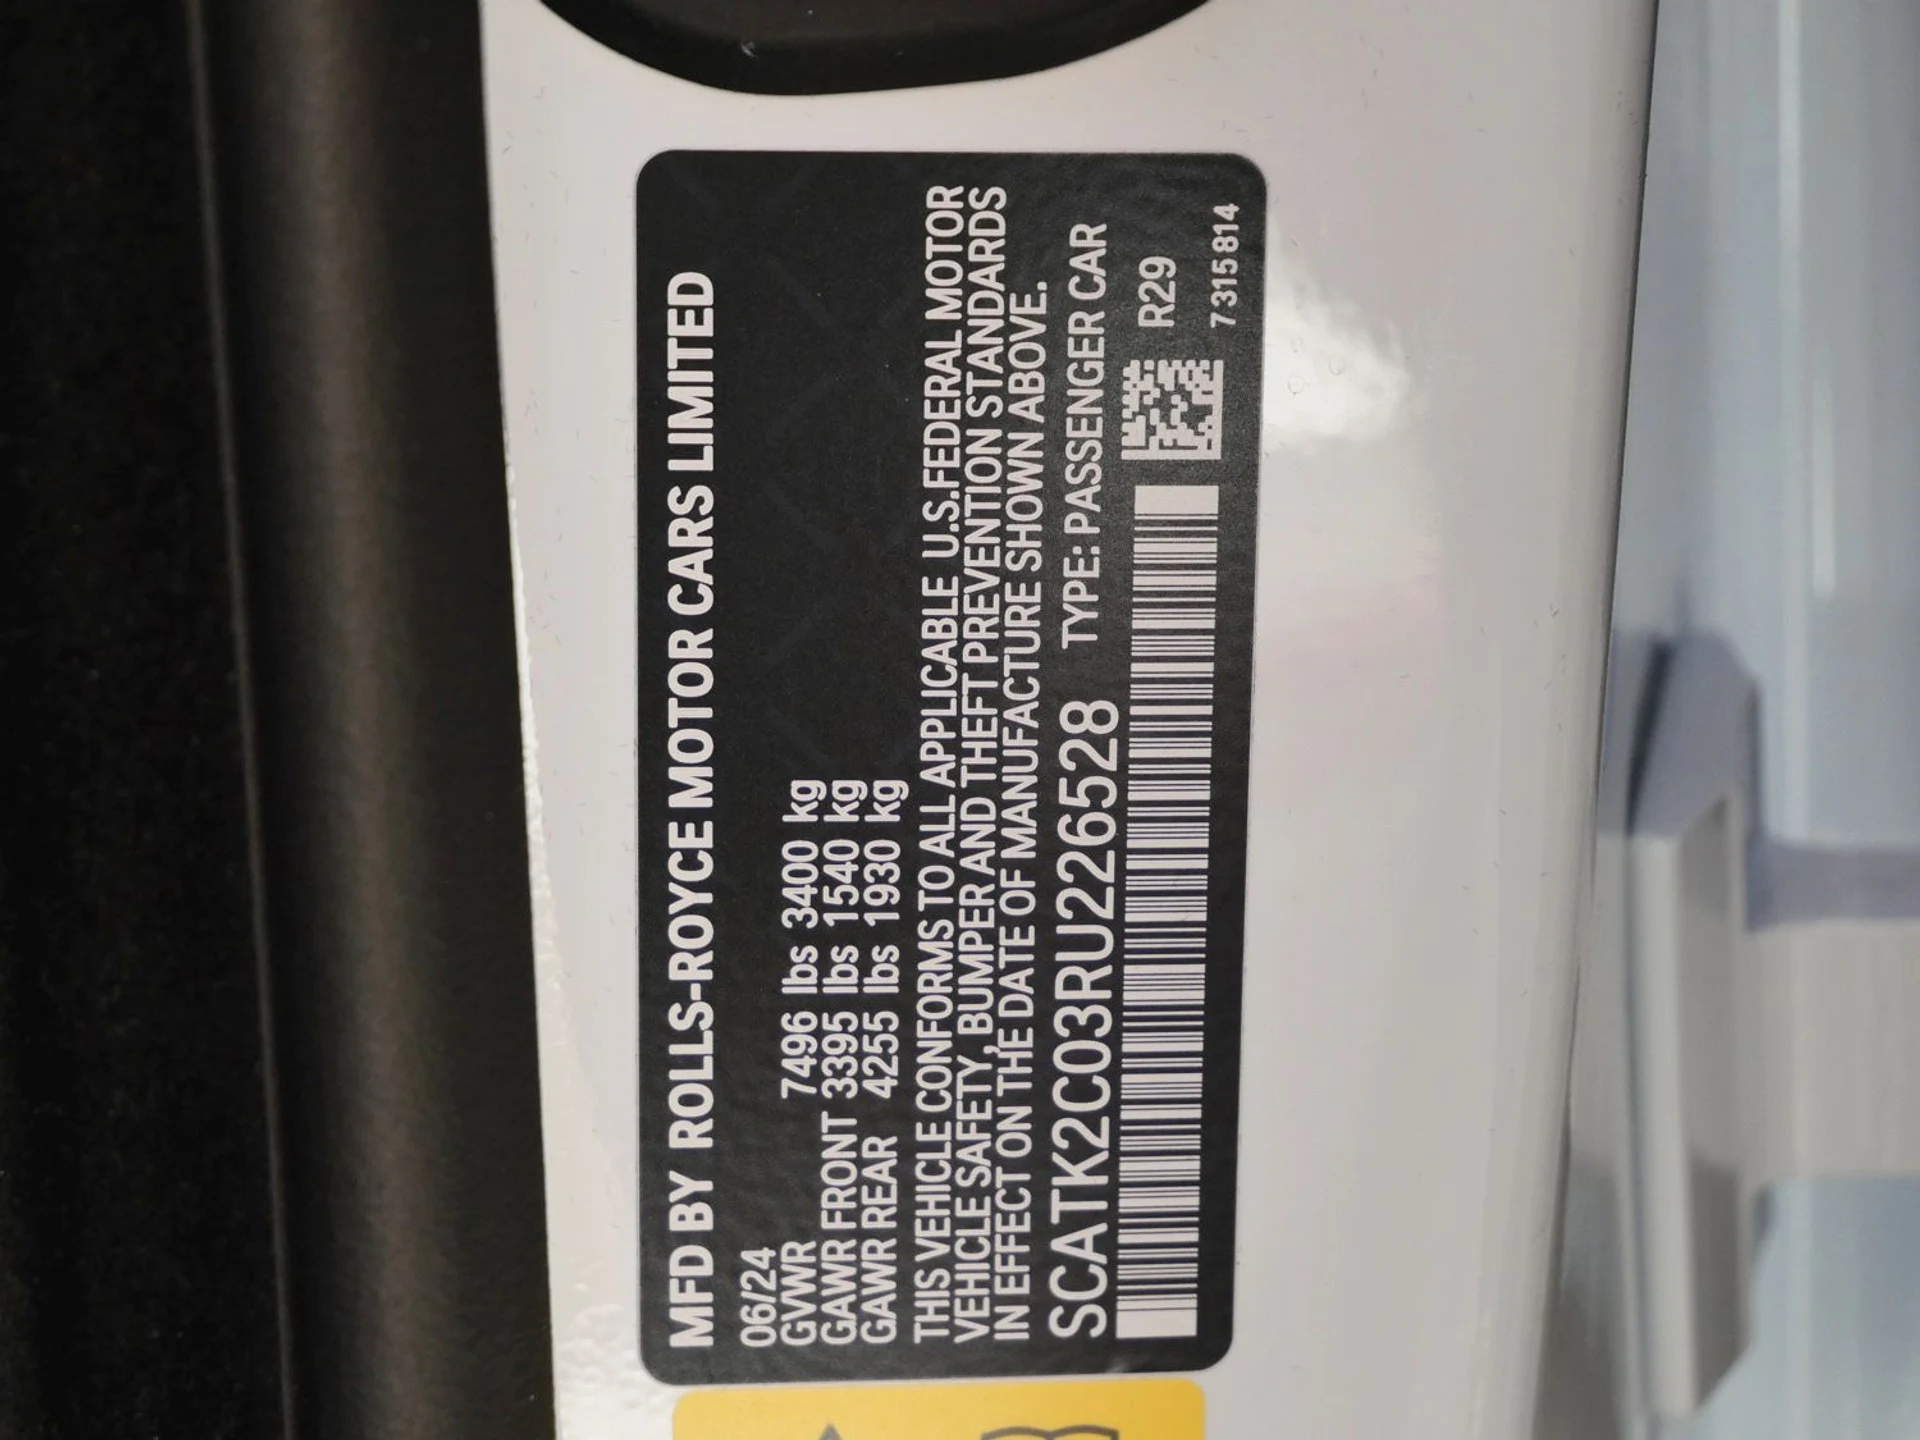 MFD BY ROLLS-ROYCE MOTOR CARS LIMITED
06/24
GVWR 7496 lbs 3400 kg
GAWR FRONT 3395 lbs 1540 kg
GAWR REAR 4255 lbs 1930 kg
THIS VEHICLE CONFORMS TO ALL APPLICABLE U.S.FEDERAL MOTOR
VEHICLE SAFETY, BUMPER AND THEFT PREVENTION STANDARDS
IN EFFECT ON THE DATE OF MANUFACTURE SHOWN ABOVE.
SCATK2C03RU226528 TYPE: PASSENGER CAR
R29
7315814